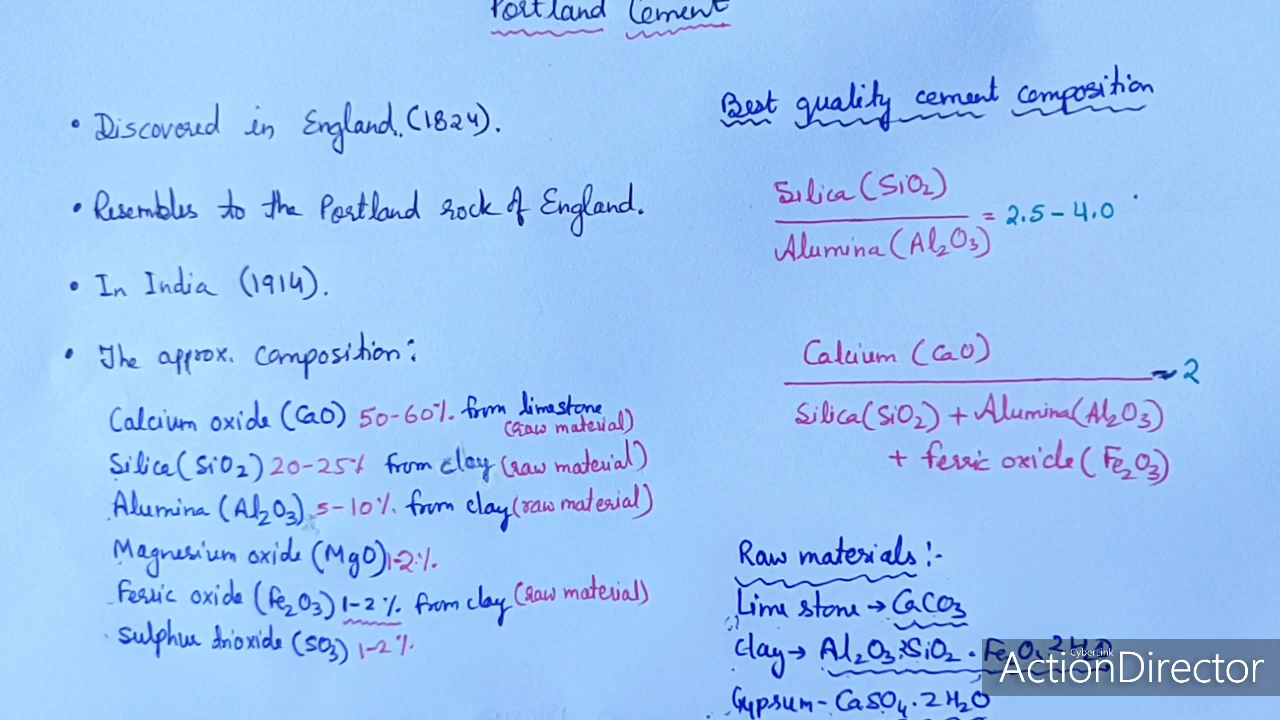 Portland Cement
• Discovered in England. (1824).
• Resembles to the Portland rock of England.
• In India (1914).
• The approx. composition:
Calcium oxide (CaO) 50-60%. from limestone
(raw material)
Silica (SiO2) 20-25% from clay (raw material)
Alumina (Al2O3) 5-10%. from clay (raw material)
Magnesium oxide (MgO) 1-2%.
Ferric oxide (Fe2O3) 1-2%. from clay (raw material)
Sulphur trioxide (SO3) 1-2%.
Best quality cement composition
Silica (SiO2)
= 2.5-4.0
Alumina (Al2O3)
Calcium (CaO)
≈ 2
Silica (SiO2) + Alumina (Al2O3)
+ ferric oxide (Fe2O3)
Raw materials :-
Lime stone → CaCO3
clay → Al2O3.SiO2.
Gypsum - CaSO4.2H2O
CyberLink
ActionDirector